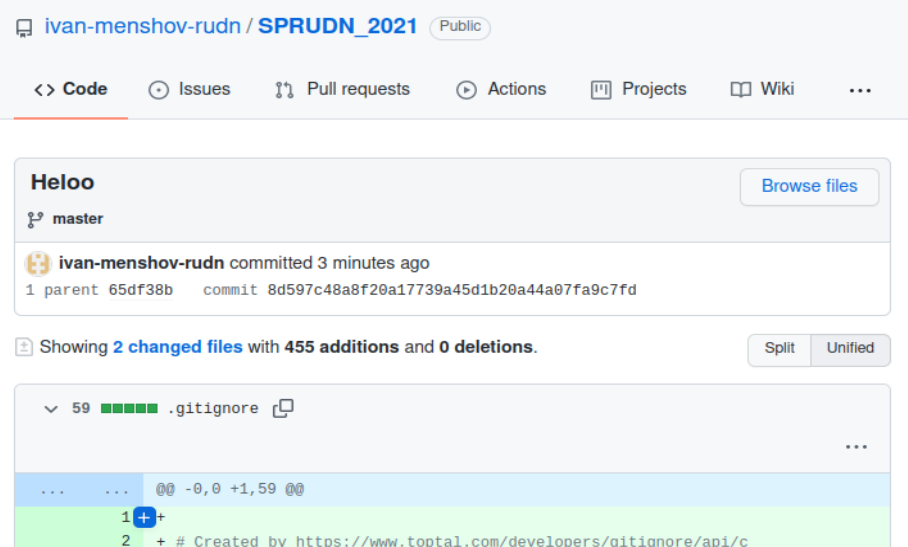 ivan-menshov-rudn / SPRUDN_2021 Public
<> Code Issues Pull requests Actions Projects Wiki ...
Heloo
Browse files
master
ivan-menshov-rudn committed 3 minutes ago
1 parent 65df38b commit 8d597c48a8f20a17739a45d1b20a44a07fa9c7fd
Showing 2 changed files with 455 additions and 0 deletions.
Split Unified
59 .gitignore
...
... ... @@ -0,0 +1,59 @@
1 + +
2 + # Created by https://www.toptal.com/developers/gitignore/api/c